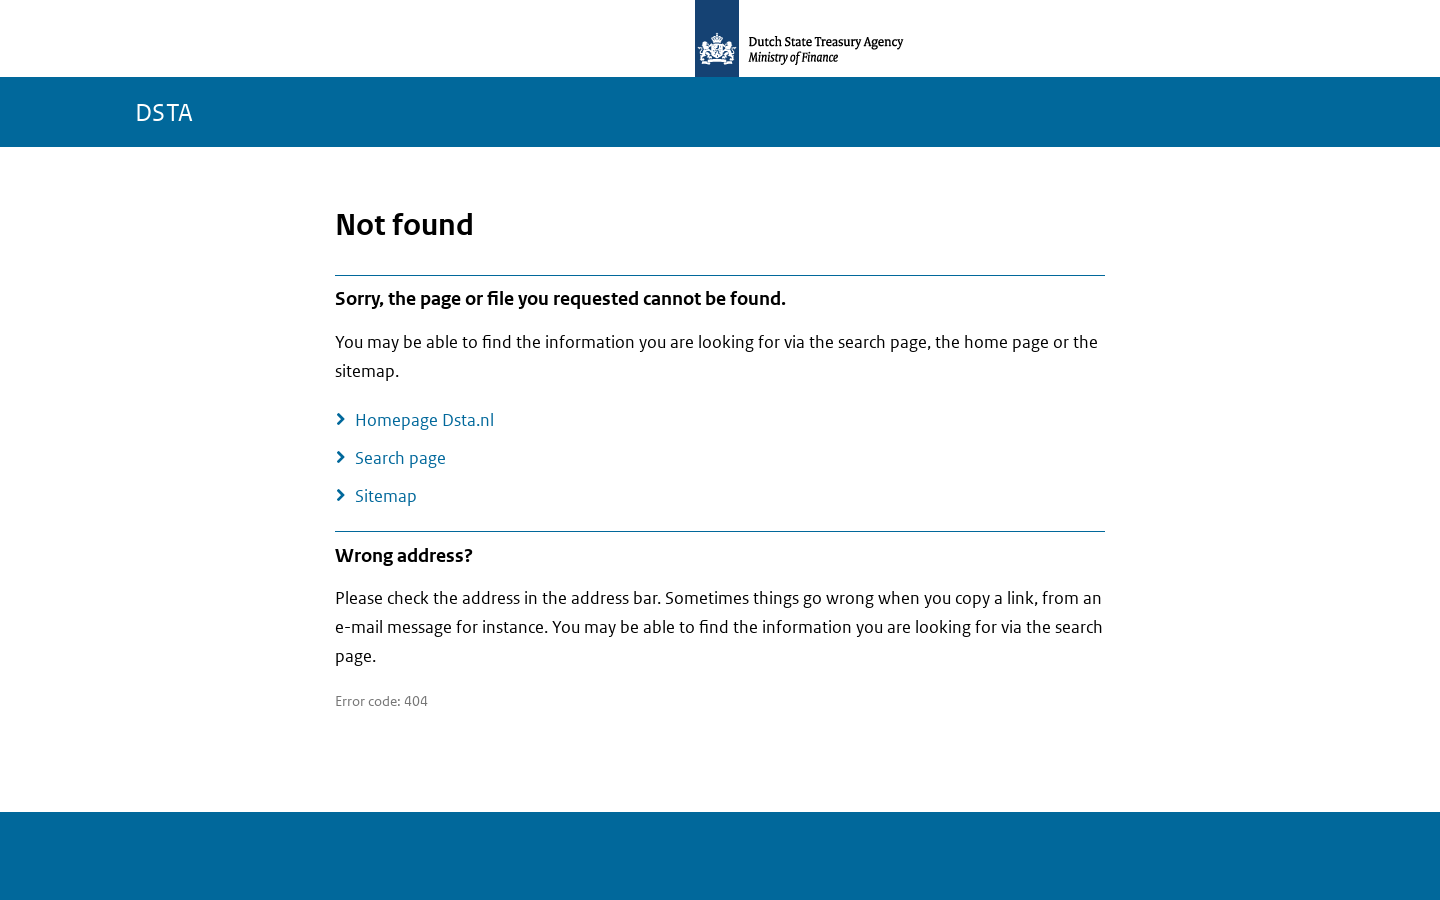 Dutch State Treasury Agency
Ministry of Finance
DSTA
Not found
Sorry, the page or file you requested cannot be found.
You may be able to find the information you are looking for via the search page, the home page or the
sitemap.
Homepage Dsta.nl
Search page
Sitemap
Wrong address?
Please check the address in the address bar. Sometimes things go wrong when you copy a link, from an
e-mail message for instance. You may be able to find the information you are looking for via the search
page.
Error code: 404